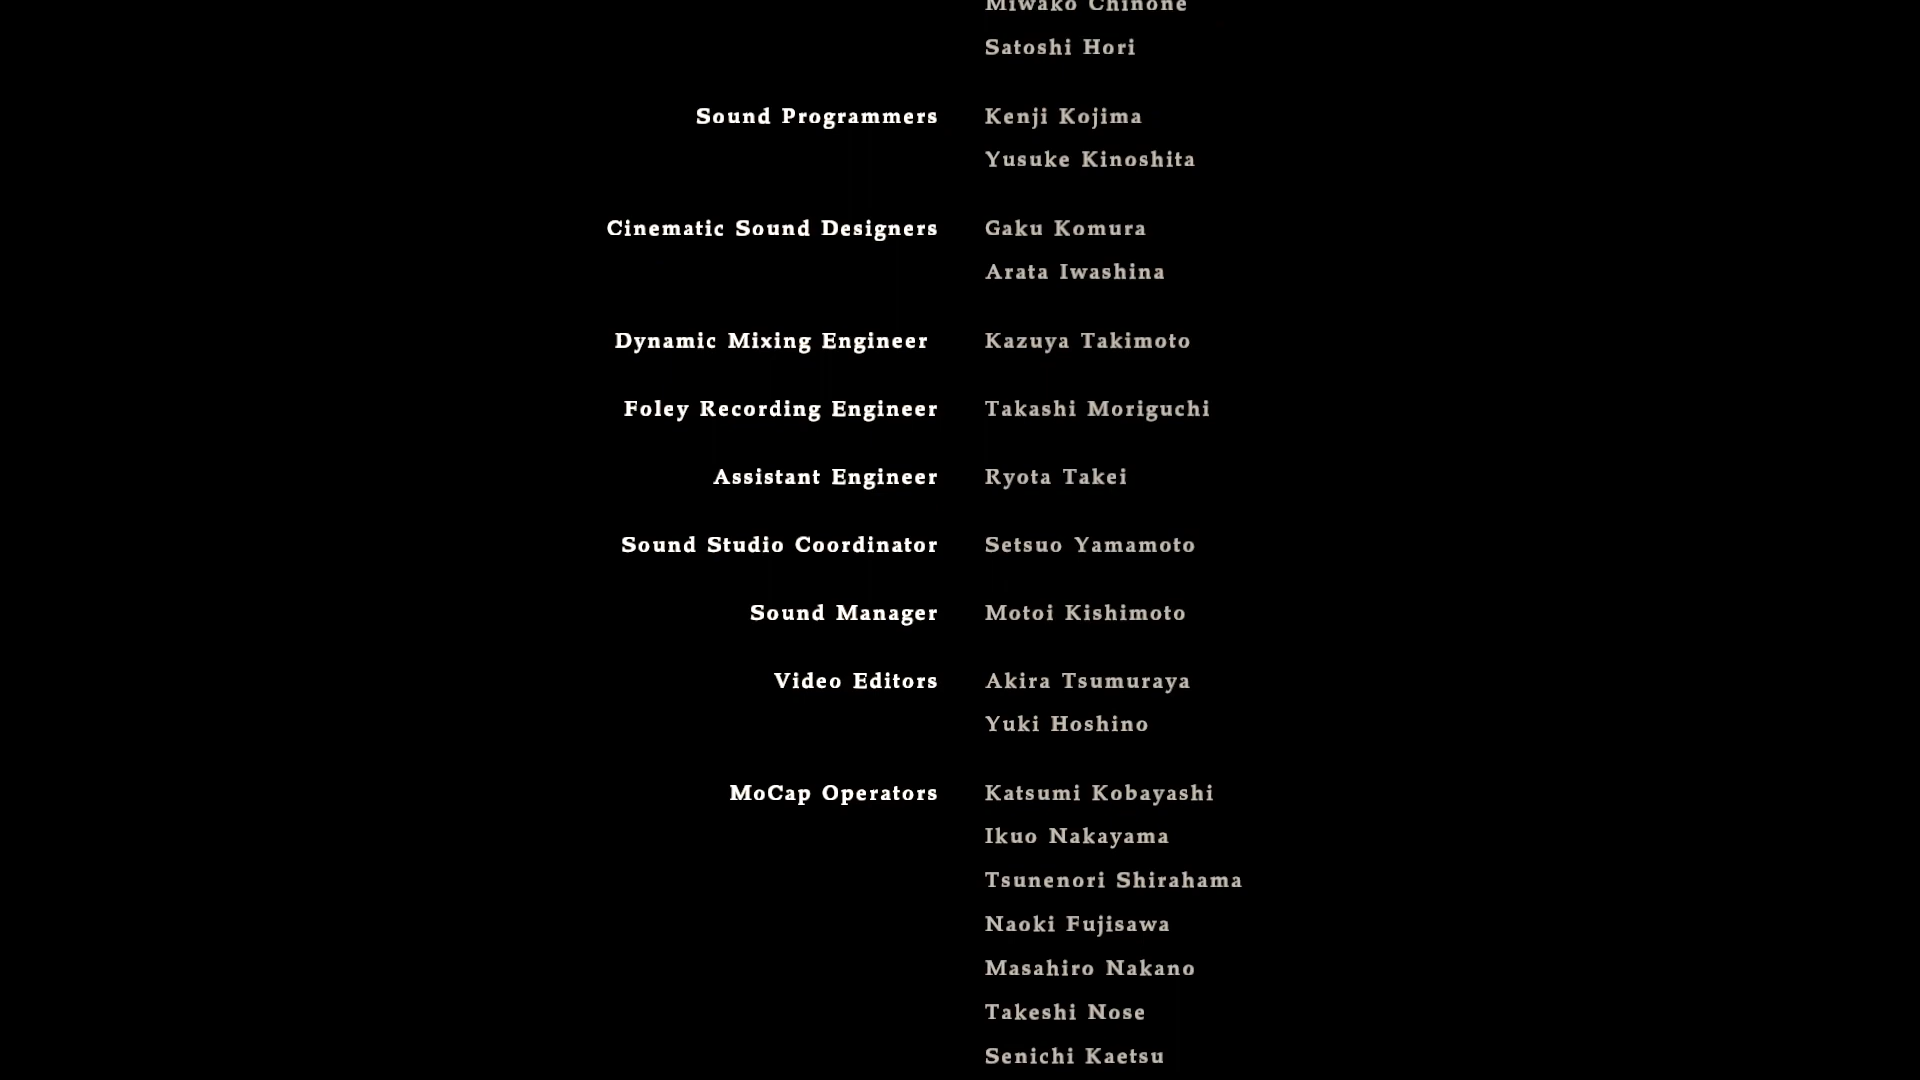 Miwako Chinone
Satoshi Hori
Sound Programmers Kenji Kojima
Yusuke Kinoshita
Cinematic Sound Designers Gaku Komura
Arata Iwashina
Dynamic Mixing Engineer Kazuya Takimoto
Foley Recording Engineer Takashi Moriguchi
Assistant Engineer Ryota Takei
Sound Studio Coordinator Setsuo Yamamoto
Sound Manager Motoi Kishimoto
Video Editors Akira Tsumuraya
Yuki Hoshino
MoCap Operators Katsumi Kobayashi
Ikuo Nakayama
Tsunenori Shirahama
Naoki Fujisawa
Masahiro Nakano
Takeshi Nose
Senichi Kaetsu